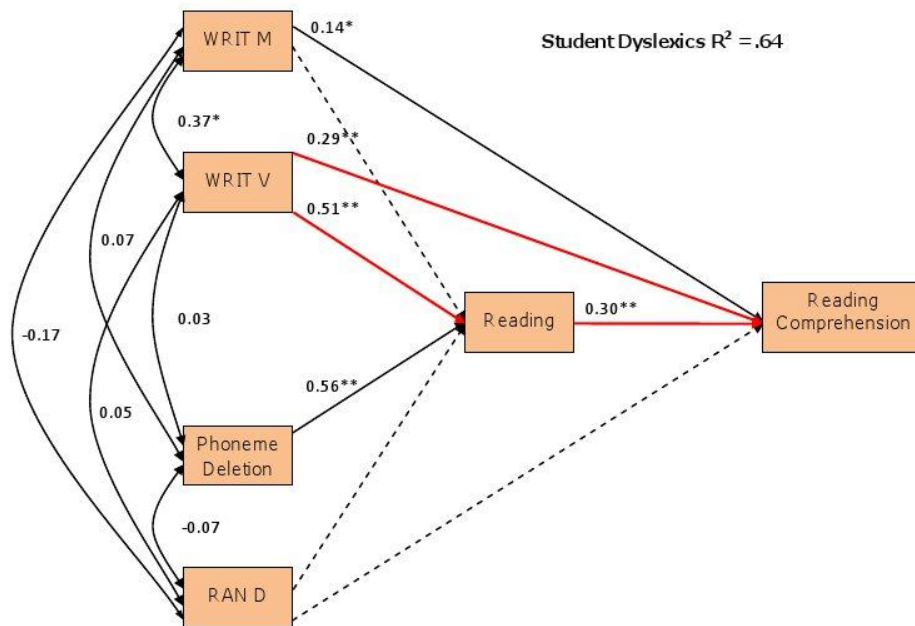 WRIT M
0.14*
Student Dyslexics R² =.64
0.37*
0.29**
WRIT V
0.51**
0.07
0.03
-0.17
Reading
0.30**
Reading
Comprehension
0.56**
0.05
Phoneme
Deletion
-0.07
RAN D